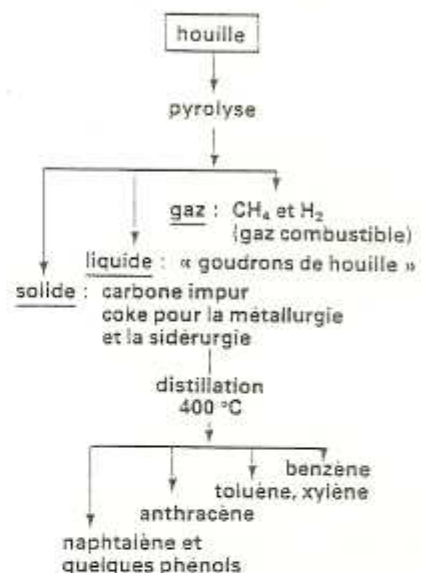 houille
pyrolyse
gaz : CH₄ et H₂
(gaz combustible)
liquide : « goudrons de houille »
solide : carbone impur
coke pour la métallurgie
et la sidérurgie
distillation
400 °C
benzène
toluène, xylène
anthracène
naphtalène et
quelques phénols